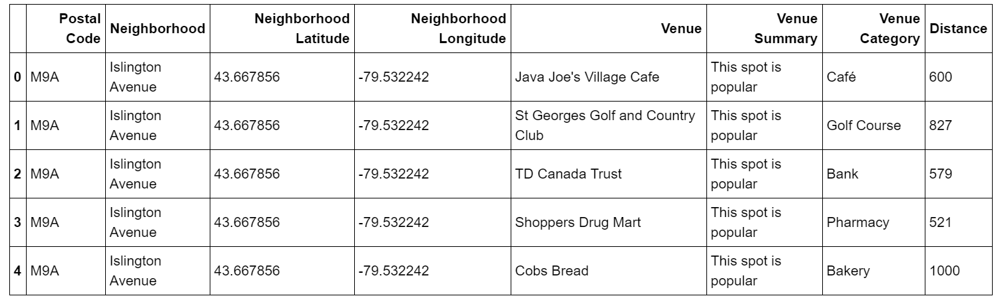 Postal Code Neighborhood Neighborhood Latitude Neighborhood Longitude Venue Venue Summary Venue Category Distance
0 M9A Islington Avenue 43.667856 -79.532242 Java Joe's Village Cafe This spot is popular Café 600
1 M9A Islington Avenue 43.667856 -79.532242 St Georges Golf and Country Club This spot is popular Golf Course 827
2 M9A Islington Avenue 43.667856 -79.532242 TD Canada Trust This spot is popular Bank 579
3 M9A Islington Avenue 43.667856 -79.532242 Shoppers Drug Mart This spot is popular Pharmacy 521
4 M9A Islington Avenue 43.667856 -79.532242 Cobs Bread This spot is popular Bakery 1000